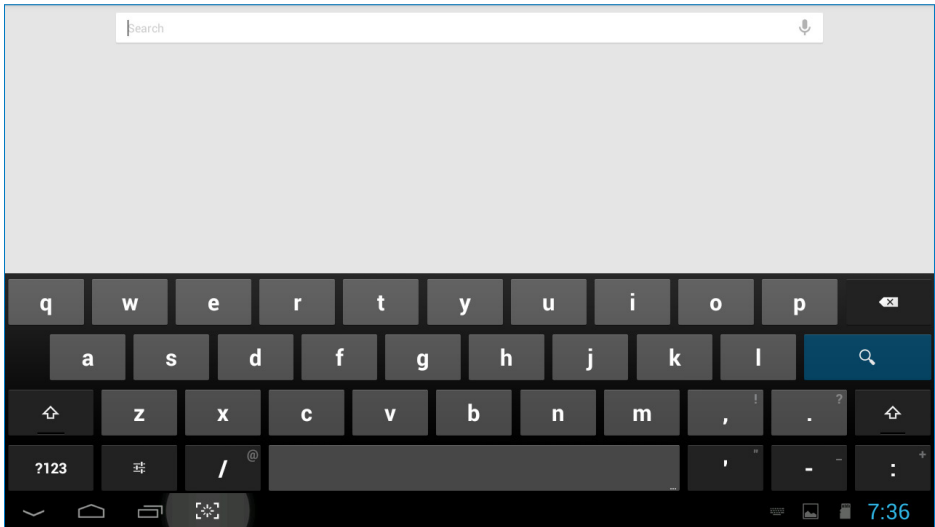 Search
q w e r t y u i o p
a s d f g h j k l
z x c v b n m , ! . ?
?123 / @ ... ' " - _ : +
7:36